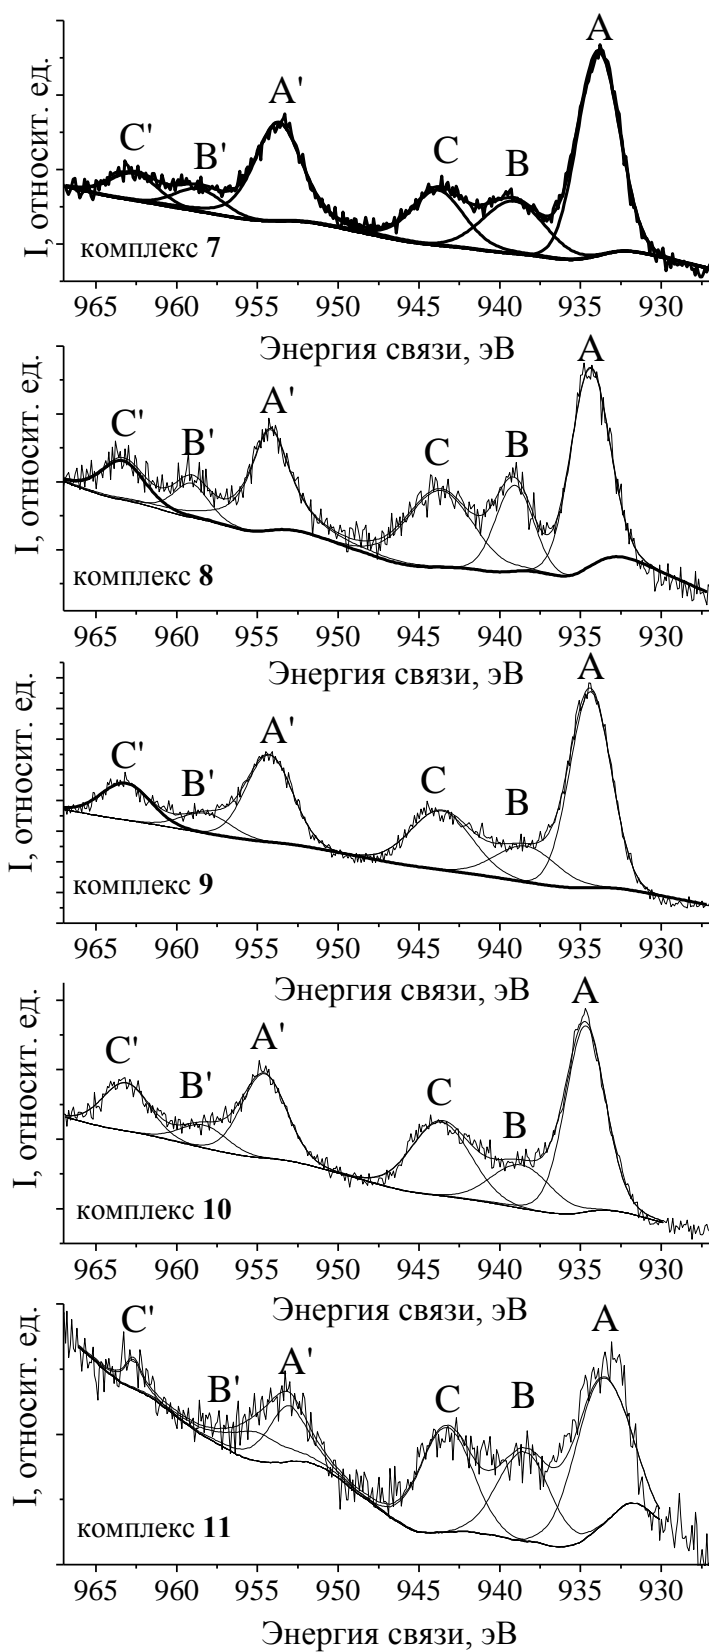 A
A'
C'
B'
C
B
I, относит. ед.
комплекс 7
965 960 955 950 945 940 935 930
Энергия связи, эВ
A
A'
C'
B'
C
B
I, относит. ед.
комплекс 8
965 960 955 950 945 940 935 930
Энергия связи, эВ
A
A'
C'
B'
C
B
I, относит. ед.
комплекс 9
965 960 955 950 945 940 935 930
Энергия связи, эВ
A
A'
C'
B'
C
B
I, относит. ед.
комплекс 10
965 960 955 950 945 940 935 930
Энергия связи, эВ
A
C'
A'
B'
C
B
I, относит. ед.
комплекс 11
965 960 955 950 945 940 935 930
Энергия связи, эВ